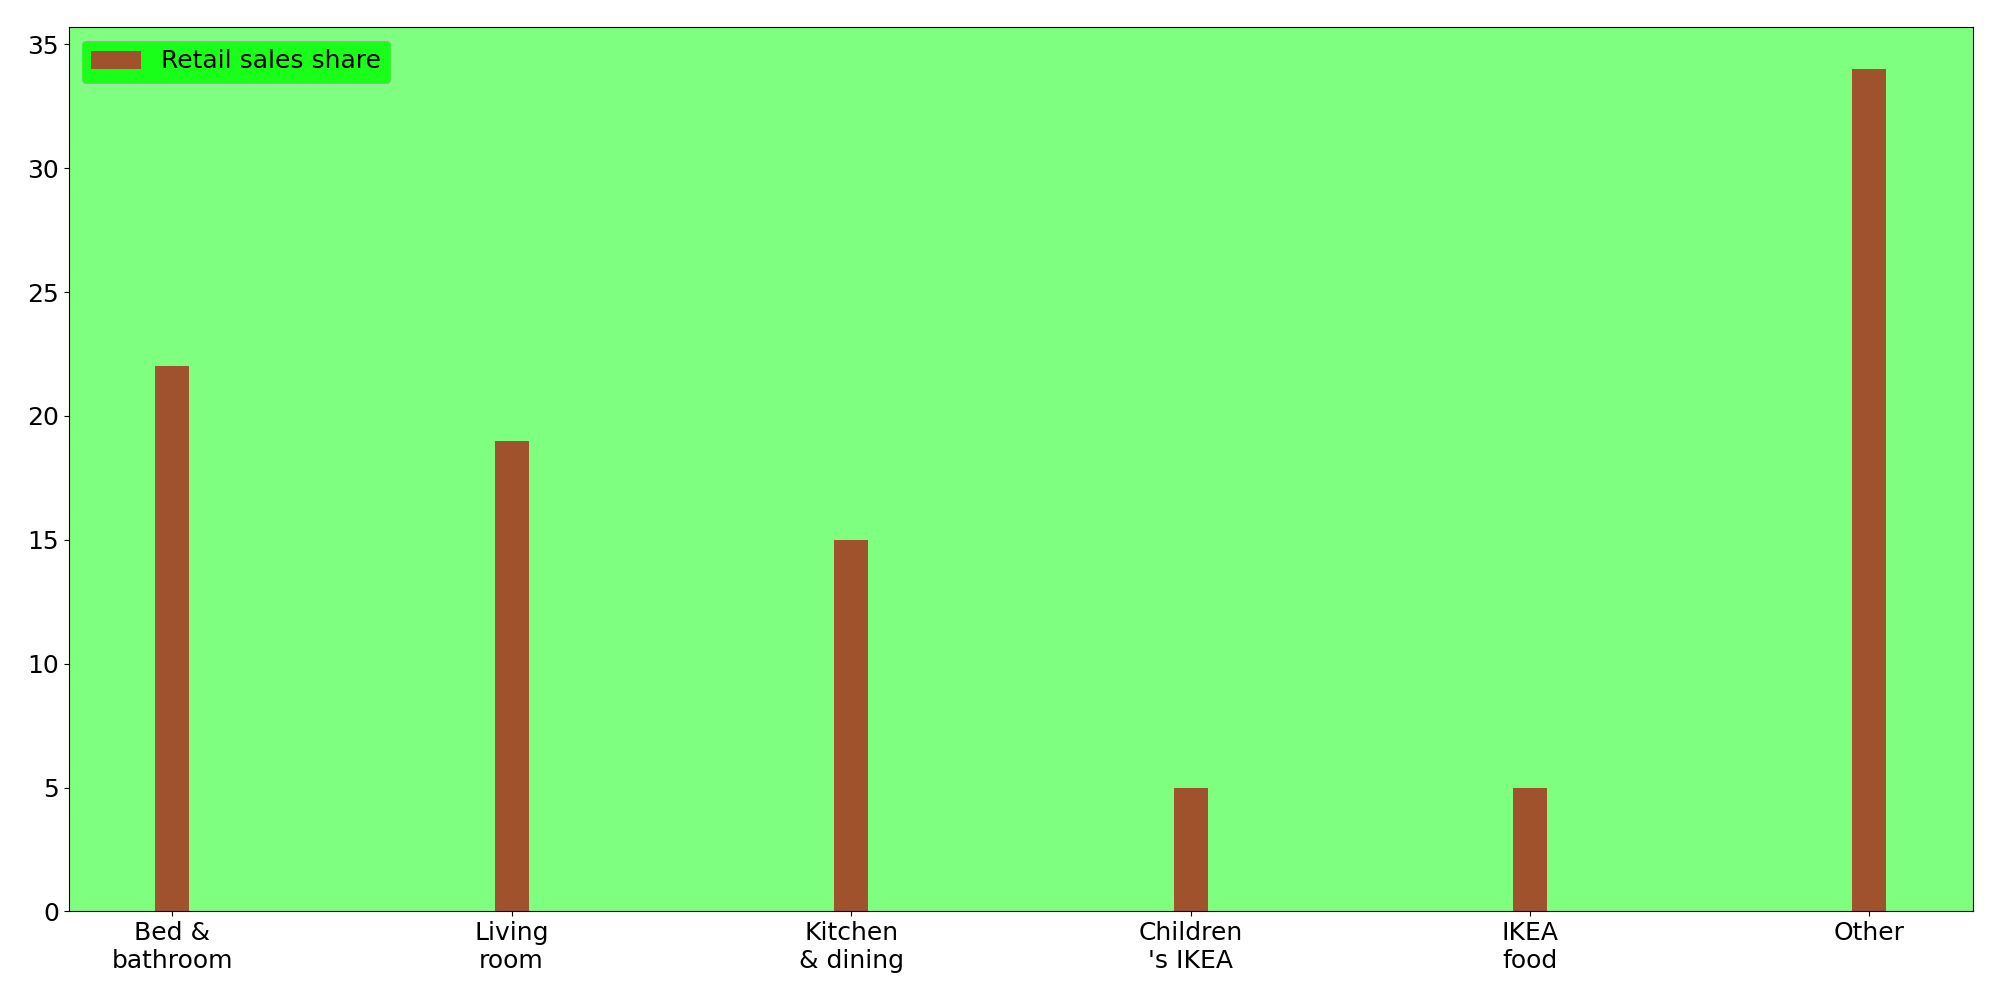 Retail sales share
35
30
25
20
15
10
5
0
Bed &
bathroom
Living
room
Kitchen
& dining
Children
's IKEA
IKEA
food
Other